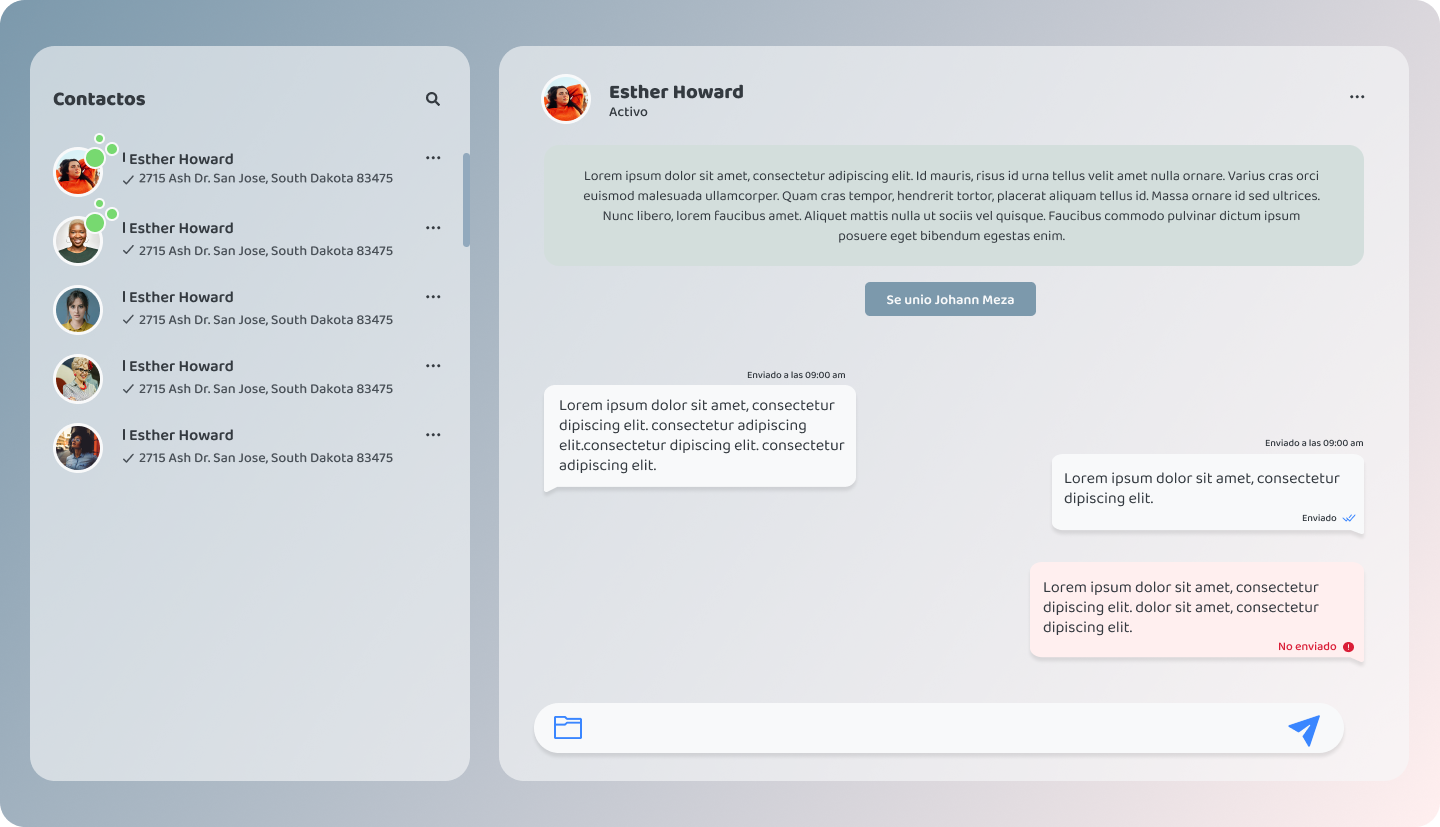 Contactos
Esther Howard
2715 Ash Dr. San Jose, South Dakota 83475
Esther Howard
2715 Ash Dr. San Jose, South Dakota 83475
Esther Howard
2715 Ash Dr. San Jose, South Dakota 83475
Esther Howard
2715 Ash Dr. San Jose, South Dakota 83475
Esther Howard
2715 Ash Dr. San Jose, South Dakota 83475
Esther Howard
Activo
Lorem ipsum dolor sit amet, consectetur adipiscing elit. Id mauris, risus id urna tellus velit amet nulla ornare. Varius cras orci
euismod malesuada ullamcorper. Quam cras tempor, hendrerit tortor, placerat aliquam tellus id. Massa ornare id sed ultrices.
Nunc libero, lorem faucibus amet. Aliquet mattis nulla ut sociis vel quisque. Faucibus commodo pulvinar dictum ipsum
posuere eget bibendum egestas enim.
Se unio Johann Meza
Enviado a las 09:00 am
Lorem ipsum dolor sit amet, consectetur
dipiscing elit. consectetur adipiscing
elit.consectetur dipiscing elit. consectetur
adipiscing elit.
Enviado a las 09:00 am
Lorem ipsum dolor sit amet, consectetur
dipiscing elit.
Enviado
Lorem ipsum dolor sit amet, consectetur
dipiscing elit. dolor sit amet, consectetur
dipiscing elit.
No enviado